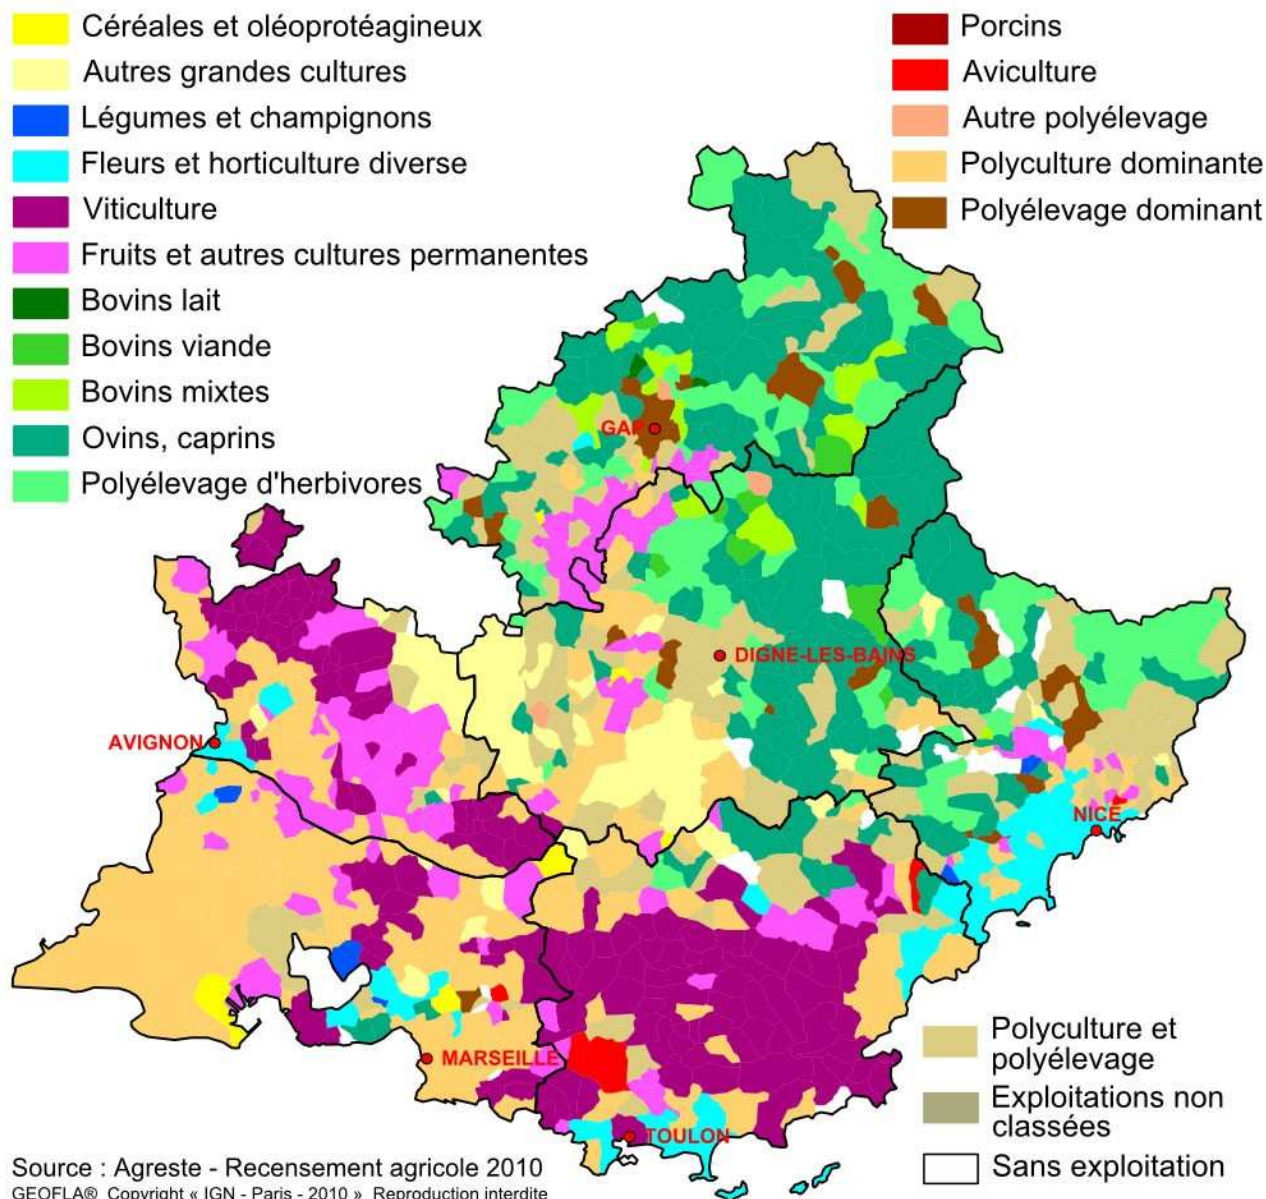 Céréales et oléoprotéagineux
Autres grandes cultures
Légumes et champignons
Fleurs et horticulture diverse
Viticulture
Fruits et autres cultures permanentes
Bovins lait
Bovins viande
Bovins mixtes
Ovins, caprins
Polyélevage d'herbivores
Porcins
Aviculture
Autre polyélevage
Polyculture dominante
Polyélevage dominant
GAP
DIGNE-LES-BAINS
AVIGNON
NICE
MARSEILLE
TOULON
Polyculture et
polyélevage
Exploitations non
classées
Sans exploitation
Source : Agreste - Recensement agricole 2010
GEOFLA® Copyright « IGN - Paris - 2010 » Reproduction interdite